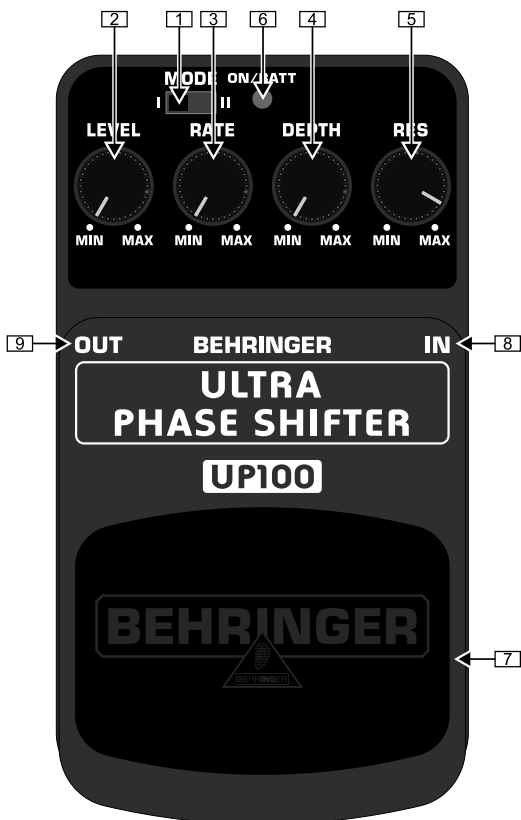 2 1 3 6 4 5
MODE ON/BATT
I II
LEVEL RATE DEPTH RES
MIN MAX MIN MAX MIN MAX MIN MAX
9 OUT BEHRINGER IN 8
ULTRA
PHASE SHIFTER
UP100
BEHRINGER
7
BEHRINGER